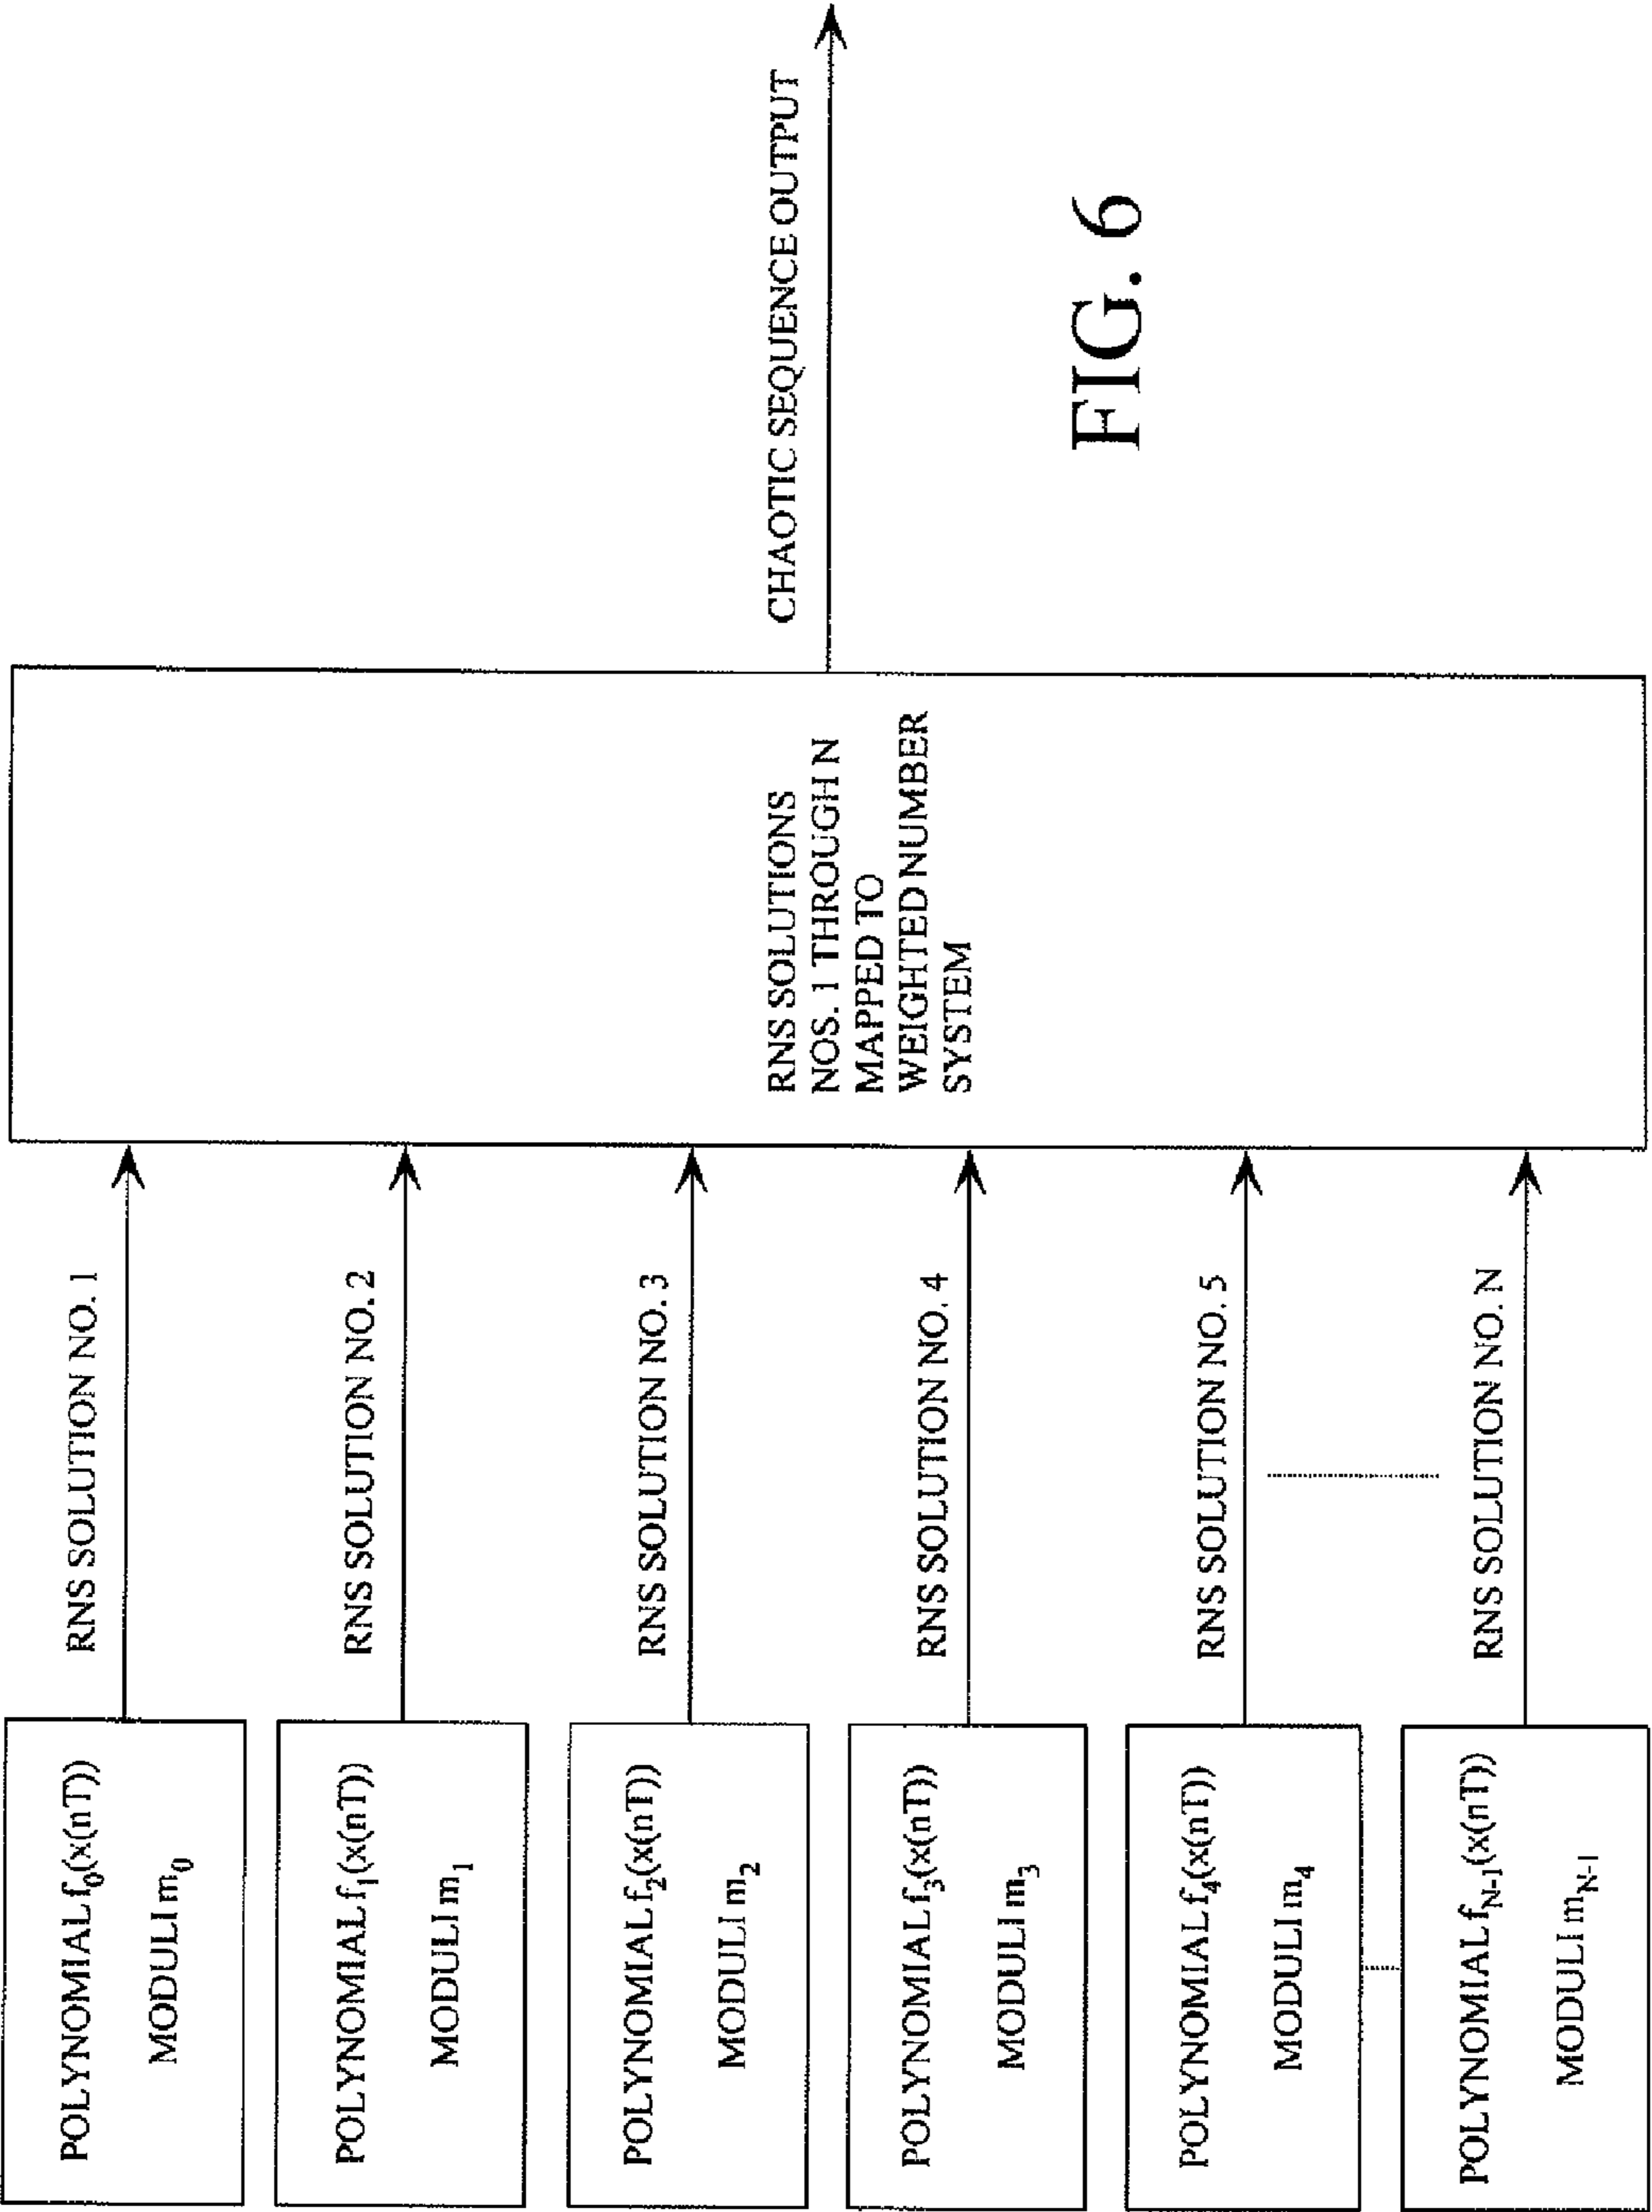 POLYNOMIAL f₀(x(nT))
MODULI m₀
RNS SOLUTION NO. 1
POLYNOMIAL f₁(x(nT))
MODULI m₁
RNS SOLUTION NO. 2
POLYNOMIAL f₂(x(nT))
MODULI m₂
RNS SOLUTION NO. 3
POLYNOMIAL f₃(x(nT))
MODULI m₃
RNS SOLUTION NO. 4
POLYNOMIAL f₄(x(nT))
MODULI m₄
RNS SOLUTION NO. 5
POLYNOMIAL f_{N-1}(x(nT))
MODULI m_{N-1}
RNS SOLUTION NO. N
RNS SOLUTIONS
NOS. 1 THROUGH N
MAPPED TO
WEIGHTED NUMBER
SYSTEM
CHAOTIC SEQUENCE OUTPUT
FIG. 6